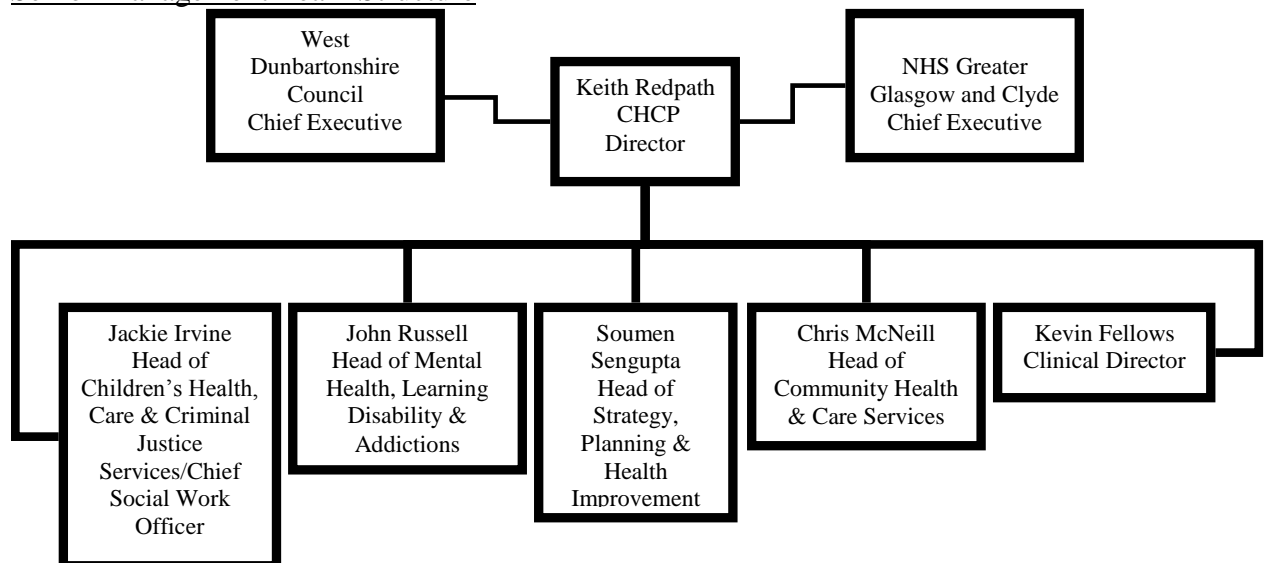 West
Dunbartonshire
Council
Chief Executive
Keith Redpath
CHCP
Director
NHS Greater
Glasgow and Clyde
Chief Executive
Jackie Irvine
Head of
Children’s Health,
Care & Criminal
Justice
Services/Chief
Social Work
Officer
John Russell
Head of Mental
Health, Learning
Disability &
Addictions
Soumen
Sengupta
Head of
Strategy,
Planning &
Health
Improvement
Chris McNeill
Head of
Community Health
& Care Services
Kevin Fellows
Clinical Director